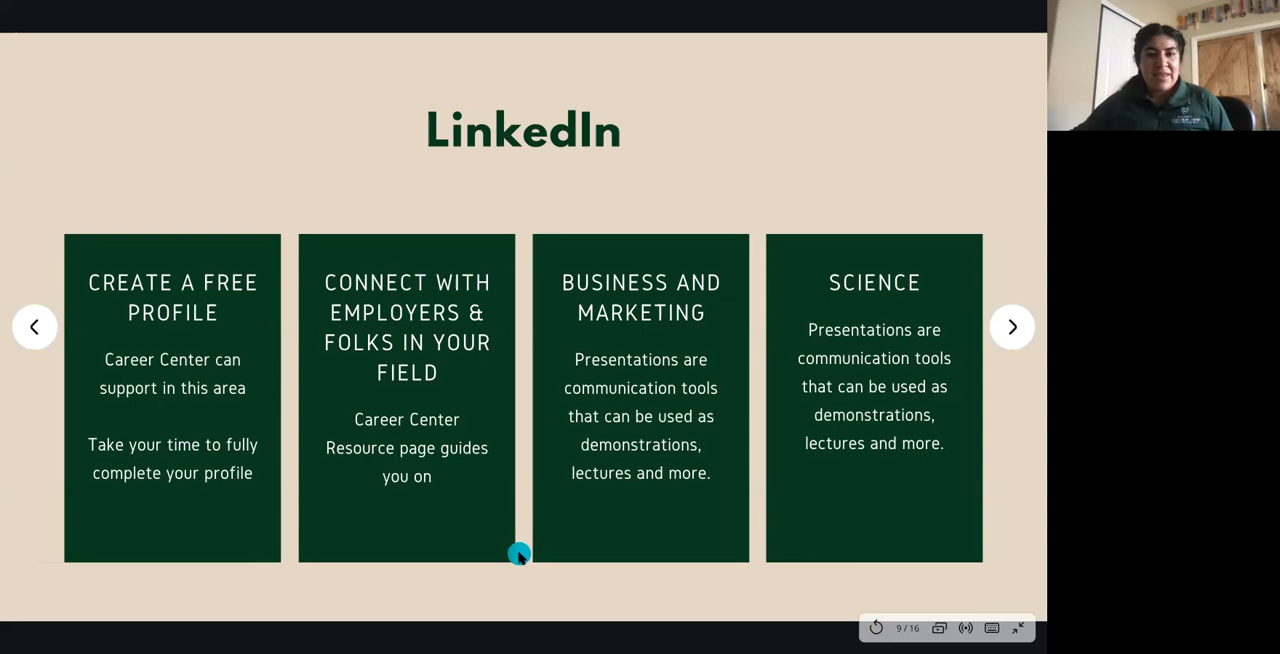 LinkedIn
CREATE A FREE
PROFILE
Career Center can
support in this area
Take your time to fully
complete your profile
CONNECT WITH
EMPLOYERS &
FOLKS IN YOUR
FIELD
Career Center
Resource page guides
you on
BUSINESS AND
MARKETING
Presentations are
communication tools
that can be used as
demonstrations,
lectures and more.
SCIENCE
Presentations are
communication tools
that can be used as
demonstrations,
lectures and more.
9 / 16